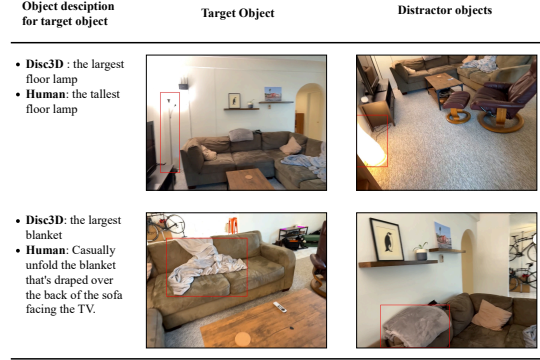 Object desciption
for target object
Target Object
Distractor objects
• Disc3D : the largest
floor lamp
• Human: the tallest
floor lamp
• Disc3D: the largest
blanket
• Human: Casually
unfold the blanket
that's draped over
the back of the sofa
facing the TV.